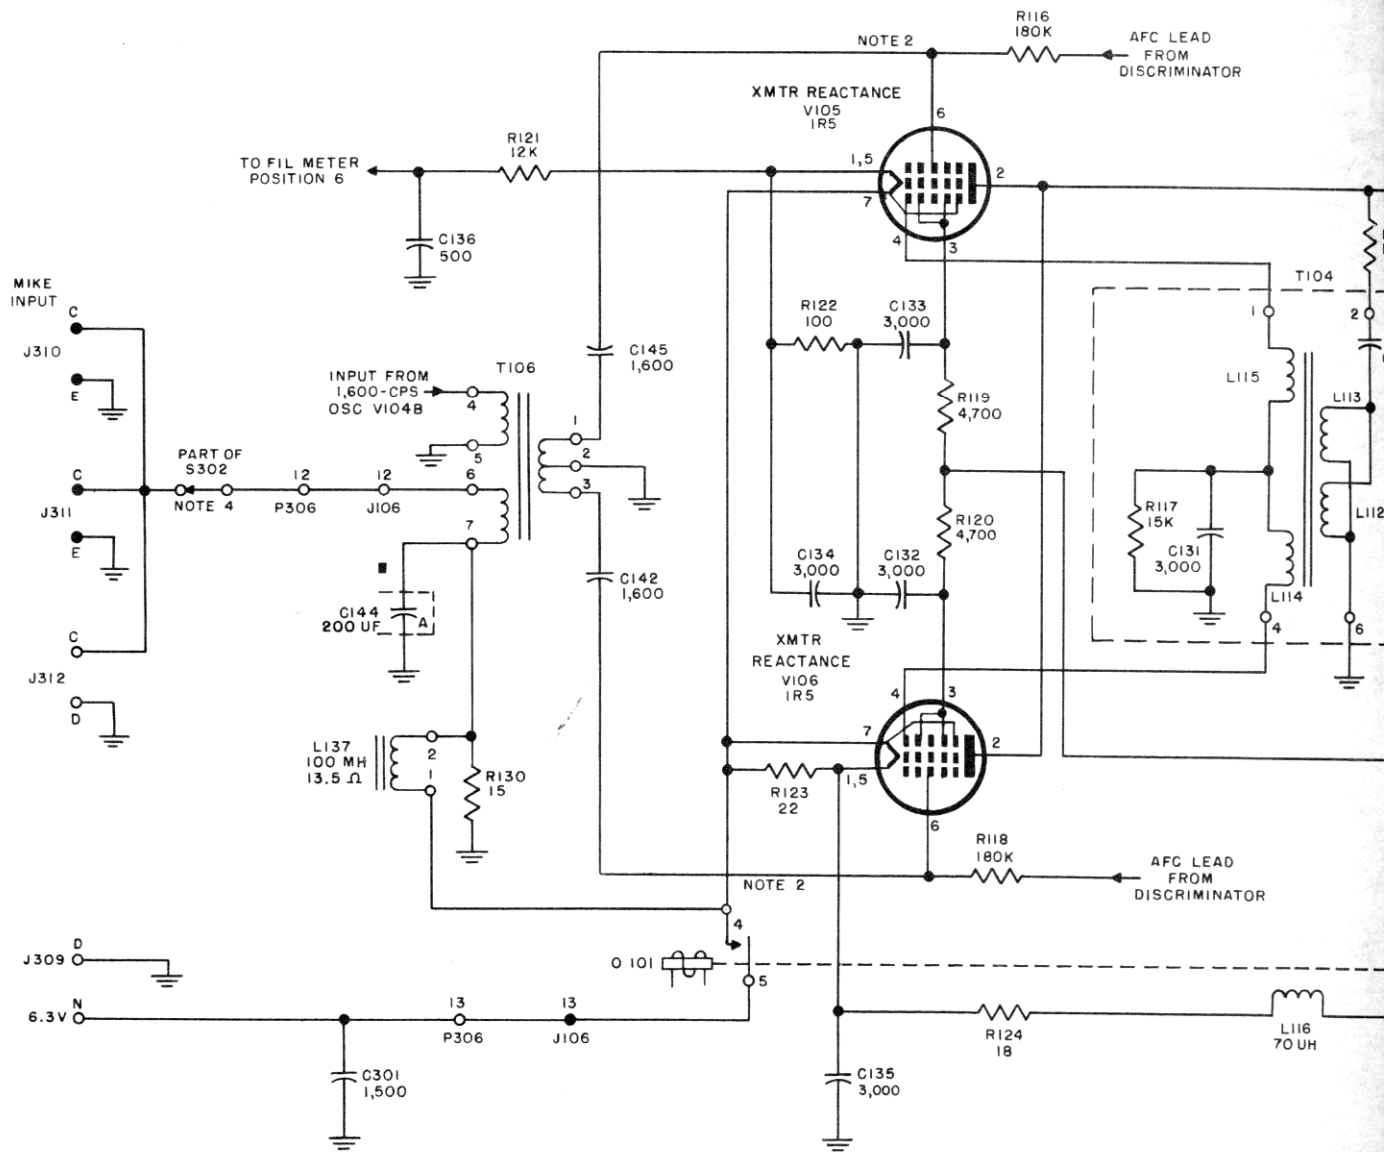 R116
180K
NOTE 2
AFC LEAD
FROM
DISCRIMINATOR
XMTR REACTANCE
V105
1R5
6
R121
12K
TO FIL METER
POSITION 6
1,5
2
7
4
3
C136
500
MIKE
INPUT
C
J310
E
T104
1
2
R122
100
C133
3,000
C145
1,600
T106
INPUT FROM
1,600-CPS
OSC V104B
4
5
1
2
3
L115
L113
R119
4,700
PART OF
S302
C
NOTE 4
12
P306
12
J106
6
7
J311
E
R117
15K
C131
3,000
L112
R120
4,700
C134
3,000
C132
3,000
C142
1,600
L114
4
6
C144
200 UF
A
C
J312
D
XMTR
REACTANCE
V106
1R5
4
3
7
2
1,5
6
L137
100 MH
13.5 Ω
2
1
R130
15
R123
22
R118
180K
NOTE 2
AFC LEAD
FROM
DISCRIMINATOR
4
O 101
5
D
J309
N
6.3V
13
P306
13
J106
R124
18
L116
70 UH
C301
1,500
C135
3,000